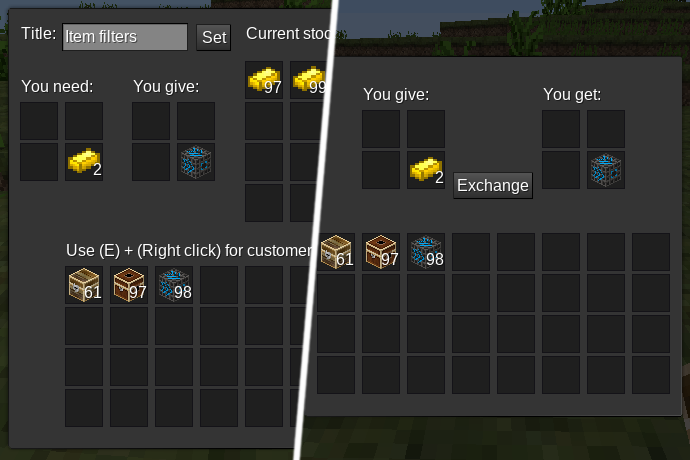 Title: Item filters Set Current stoc
You need: You give:
97 99
2
Use (E) + (Right click) for customer
61 97 98
You give: You get:
2
Exchange
61 97 98